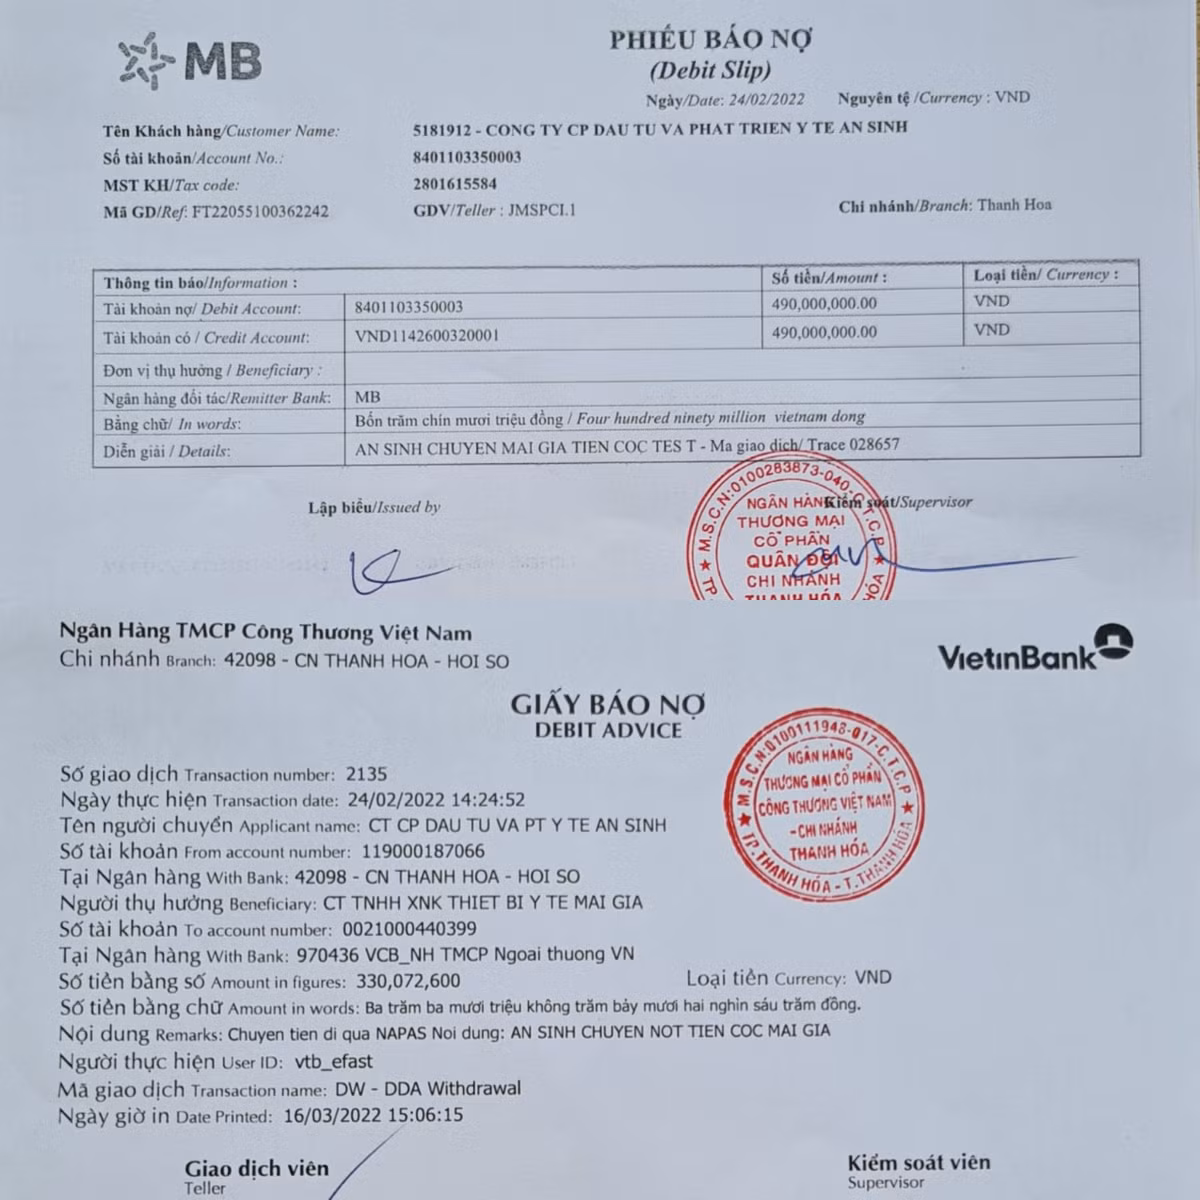 MB
PHIẾU BÁO NỢ
(Debit Slip)
Ngày/Date: 24/02/2022 Nguyên tệ /Currency : VND
Tên Khách hàng/Customer Name: 5181912 - CONG TY CP DAU TU VA PHAT TRIEN Y TE AN SINH
Số tài khoản/Account No.: 8401103350003
MST KH/Tax code: 2801615584
Mã GD/Ref: FT22055100362242 GDV/Teller : JMSPCI.1 Chi nhánh/Branch: Thanh Hoa
Thông tin báo/Information : Số tiền/Amount : Loại tiền/ Currency :
Tài khoản nợ/ Debit Account: 8401103350003 490,000,000.00 VND
Tài khoản có / Credit Account: VND1142600320001 490,000,000.00 VND
Đơn vị thụ hưởng / Beneficiary :
Ngân hàng đối tác/Remitter Bank: MB
Bằng chữ/ In words: Bốn trăm chín mươi triệu đồng / Four hundred ninety million vietnam dong
Diễn giải / Details: AN SINH CHUYEN MAI GIA TIEN COC TES T - Ma giao dich/ Trace 028657
Lập biểu/Issued by Kiểm soát/Supervisor
M.S.C.N:0100283873-040-C.T.C.P
NGÂN HÀNG
THƯƠNG MẠI
CỔ PHẦN
QUÂN ĐỘI
CHI NHÁNH
THANH HÓA
Ngân Hàng TMCP Công Thương Việt Nam
Chi nhánh Branch: 42098 - CN THANH HOA - HOI SO
VietinBank
GIẤY BÁO NỢ
DEBIT ADVICE
M.S.C.N:0100111948-017-C.T.C.P
NGÂN HÀNG
THƯƠNG MẠI CỔ PHẦN
CÔNG THƯƠNG VIỆT NAM
-CHI NHÁNH
THANH HÓA
TP.THANH HÓA - T.THANH HÓA
Số giao dịch Transaction number: 2135
Ngày thực hiện Transaction date: 24/02/2022 14:24:52
Tên người chuyển Applicant name: CT CP DAU TU VA PT Y TE AN SINH
Số tài khoản From account number: 119000187066
Tại Ngân hàng With Bank: 42098 - CN THANH HOA - HOI SO
Người thụ hưởng Beneficiary: CT TNHH XNK THIET BI Y TE MAI GIA
Số tài khoản To account number: 0021000440399
Tại Ngân hàng With Bank: 970436 VCB_NH TMCP Ngoai thuong VN
Số tiền bằng số Amount in figures: 330,072,600 Loại tiền Currency: VND
Số tiền bằng chữ Amount in words: Ba trăm ba mươi triệu không trăm bảy mươi hai nghìn sáu trăm đồng.
Nội dung Remarks: Chuyen tien di qua NAPAS Noi dung: AN SINH CHUYEN NOT TIEN COC MAI GIA
Người thực hiện User ID: vtb_efast
Mã giao dịch Transaction name: DW - DDA Withdrawal
Ngày giờ in Date Printed: 16/03/2022 15:06:15
Giao dịch viên Kiểm soát viên
Teller Supervisor